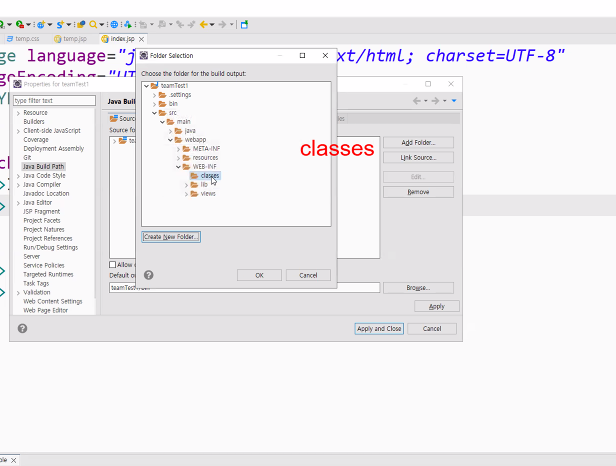 temp.css temp.jsp index.jsp
ge language="j
xt/html; charset=UTF-8"
geEncoding="UT
Folder Selection
Choose the folder for the build output:
teamTest1
.settings
bin
src
main
java
webapp
META-INF
resources
WEB-INF
classes
lib
views
Create New Folder...
OK Cancel
classes
Properties for teamTest1
type filter text
Resource
Builders
Client-side JavaScript
Coverage
Deployment Assembly
Git
Java Build Path
Java Code Style
Java Compiler
Javadoc Location
Java Editor
JSP Fragment
Project Facets
Project Natures
Project References
Run/Debug Settings
Server
Service Policies
Targeted Runtimes
Task Tags
Validation
Web Content Settings
Web Page Editor
Java Buil
Sourc
Source fo
tea
Allow
Default ou
Add Folder...
Link Source...
Edit...
Remove
Browse...
Apply
Apply and Close Cancel